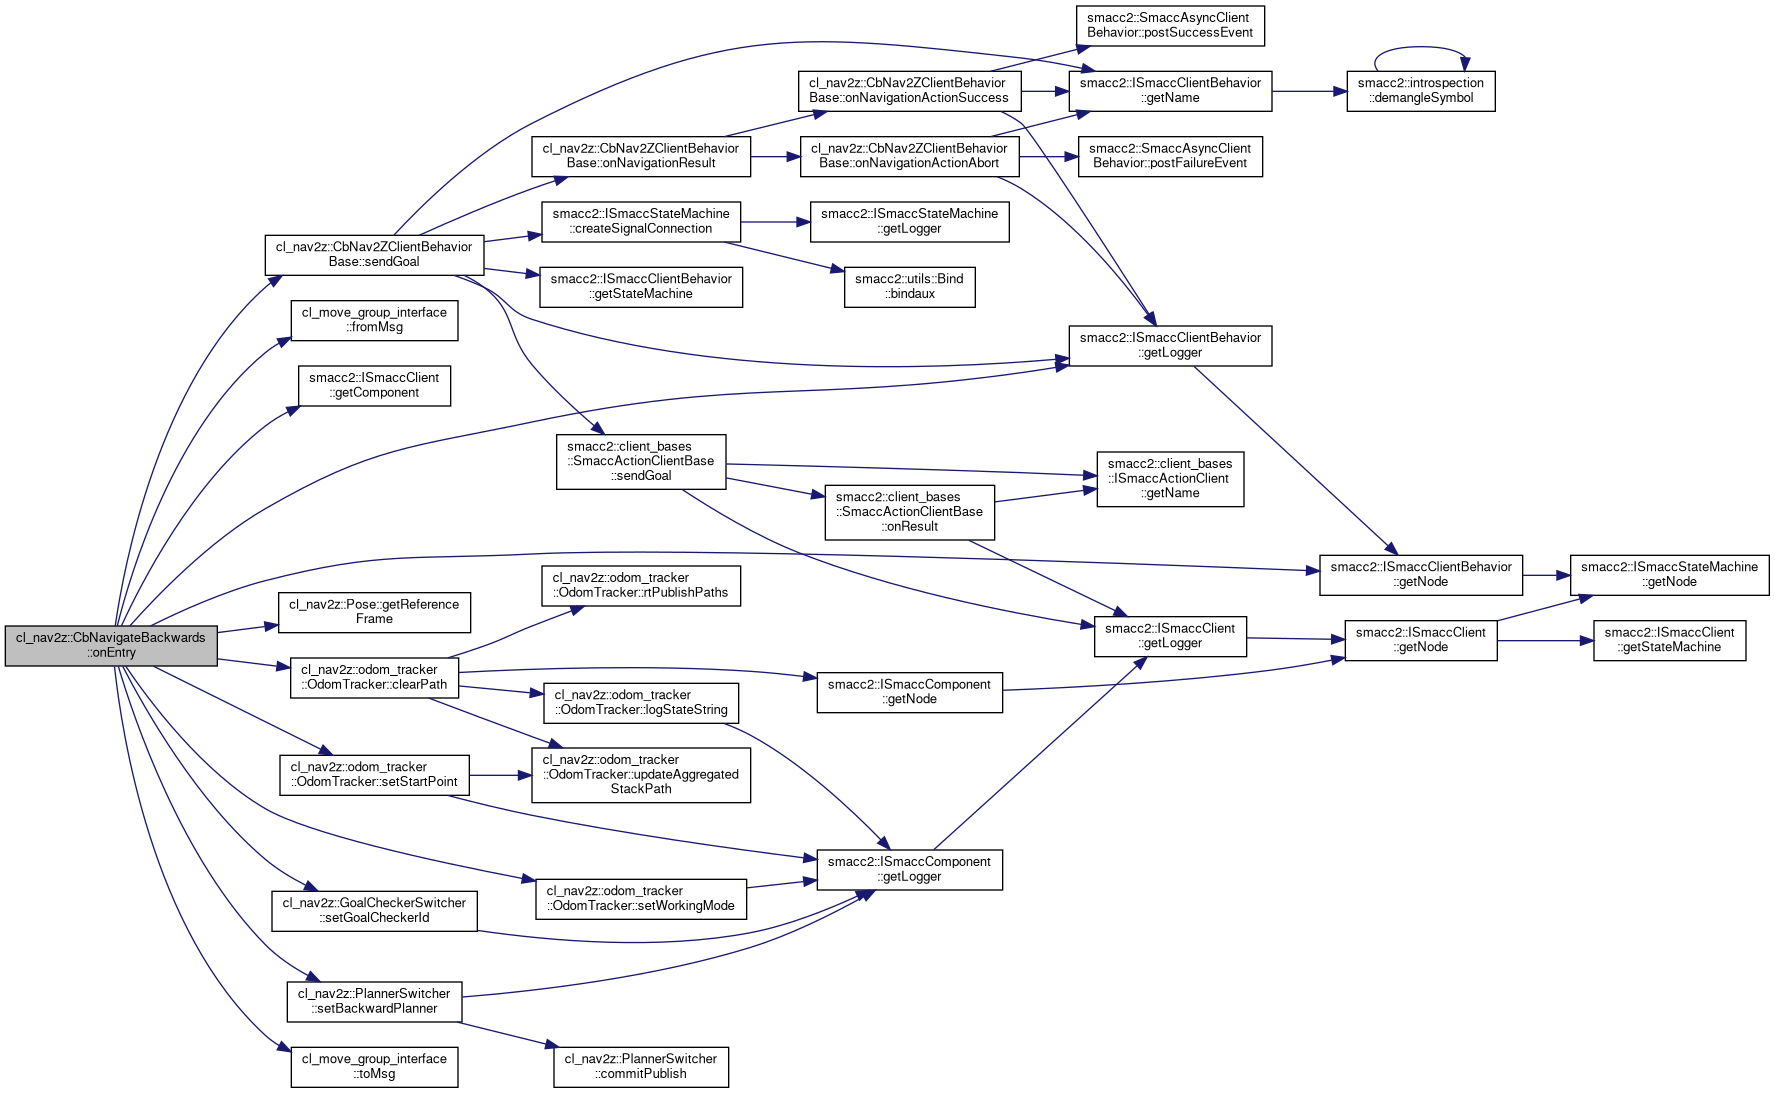 smacc2::SmaccAsyncClient
Behavior::postSuccessEvent
cl_nav2z::CbNav2ZClientBehavior
Base::onNavigationActionSuccess
smacc2::ISmaccClientBehavior
::getName
smacc2::introspection
::demangleSymbol
cl_nav2z::CbNav2ZClientBehavior
Base::onNavigationResult
cl_nav2z::CbNav2ZClientBehavior
Base::onNavigationActionAbort
smacc2::SmaccAsyncClient
Behavior::postFailureEvent
smacc2::ISmaccStateMachine
::createSignalConnection
smacc2::ISmaccStateMachine
::getLogger
cl_nav2z::CbNav2ZClientBehavior
Base::sendGoal
smacc2::ISmaccClientBehavior
::getStateMachine
smacc2::utils::Bind
::bindaux
cl_move_group_interface
::fromMsg
smacc2::ISmaccClientBehavior
::getLogger
smacc2::ISmaccClient
::getComponent
smacc2::client_bases
::SmaccActionClientBase
::sendGoal
smacc2::client_bases
::ISmaccActionClient
::getName
smacc2::client_bases
::SmaccActionClientBase
::onResult
smacc2::ISmaccClientBehavior
::getNode
smacc2::ISmaccStateMachine
::getNode
cl_nav2z::odom_tracker
::OdomTracker::rtPublishPaths
cl_nav2z::Pose::getReference
Frame
cl_nav2z::CbNavigateBackwards
::onEntry
smacc2::ISmaccClient
::getLogger
smacc2::ISmaccClient
::getNode
smacc2::ISmaccClient
::getStateMachine
cl_nav2z::odom_tracker
::OdomTracker::clearPath
smacc2::ISmaccComponent
::getNode
cl_nav2z::odom_tracker
::OdomTracker::logStateString
cl_nav2z::odom_tracker
::OdomTracker::setStartPoint
cl_nav2z::odom_tracker
::OdomTracker::updateAggregated
StackPath
smacc2::ISmaccComponent
::getLogger
cl_nav2z::GoalCheckerSwitcher
::setGoalCheckerId
cl_nav2z::odom_tracker
::OdomTracker::setWorkingMode
cl_nav2z::PlannerSwitcher
::setBackwardPlanner
cl_move_group_interface
::toMsg
cl_nav2z::PlannerSwitcher
::commitPublish